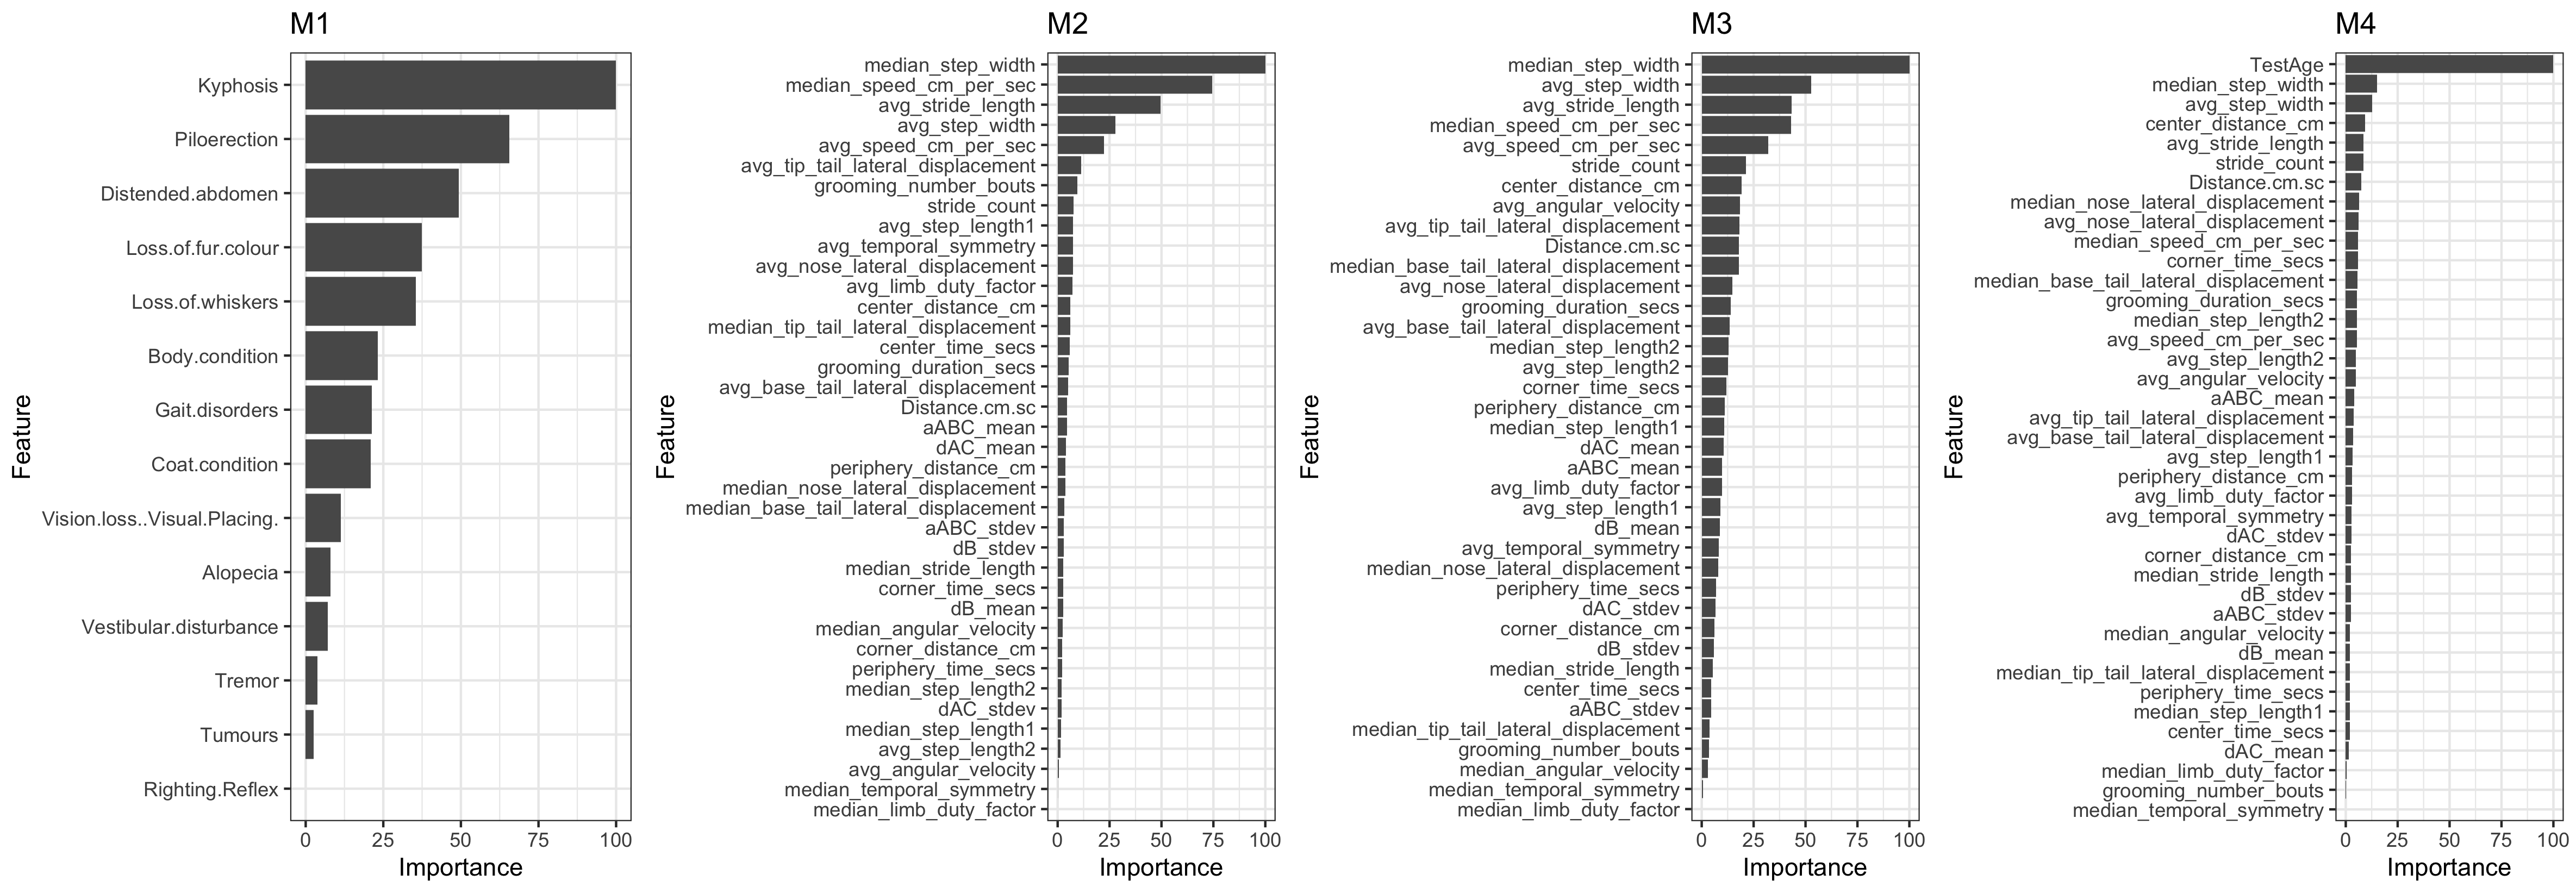 M1
Feature
Kyphosis
Piloerection
Distended.abdomen
Loss.of.fur.colour
Loss.of.whiskers
Body.condition
Gait.disorders
Coat.condition
Vision.loss..Visual.Placing.
Alopecia
Vestibular.disturbance
Tremor
Tumours
Righting.Reflex
0 25 50 75 100
Importance
M2
Feature
median_step_width
median_speed_cm_per_sec
avg_stride_length
avg_step_width
avg_speed_cm_per_sec
avg_tip_tail_lateral_displacement
grooming_number_bouts
stride_count
avg_step_length1
avg_temporal_symmetry
avg_nose_lateral_displacement
avg_limb_duty_factor
center_distance_cm
median_tip_tail_lateral_displacement
center_time_secs
grooming_duration_secs
avg_base_tail_lateral_displacement
Distance.cm.sc
aABC_mean
dAC_mean
periphery_distance_cm
median_nose_lateral_displacement
median_base_tail_lateral_displacement
aABC_stdev
dB_stdev
median_stride_length
corner_time_secs
dB_mean
median_angular_velocity
corner_distance_cm
periphery_time_secs
median_step_length2
dAC_stdev
median_step_length1
avg_step_length2
avg_angular_velocity
median_temporal_symmetry
median_limb_duty_factor
0 25 50 75 100
Importance
M3
Feature
median_step_width
avg_step_width
avg_stride_length
median_speed_cm_per_sec
avg_speed_cm_per_sec
stride_count
center_distance_cm
avg_angular_velocity
avg_tip_tail_lateral_displacement
Distance.cm.sc
median_base_tail_lateral_displacement
avg_nose_lateral_displacement
grooming_duration_secs
avg_base_tail_lateral_displacement
median_step_length2
avg_step_length2
corner_time_secs
periphery_distance_cm
median_step_length1
dAC_mean
aABC_mean
avg_limb_duty_factor
avg_step_length1
dB_mean
avg_temporal_symmetry
median_nose_lateral_displacement
periphery_time_secs
dAC_stdev
corner_distance_cm
dB_stdev
median_stride_length
center_time_secs
aABC_stdev
median_tip_tail_lateral_displacement
grooming_number_bouts
median_angular_velocity
median_temporal_symmetry
median_limb_duty_factor
0 25 50 75 100
Importance
M4
Feature
TestAge
median_step_width
avg_step_width
center_distance_cm
avg_stride_length
stride_count
Distance.cm.sc
median_nose_lateral_displacement
avg_nose_lateral_displacement
median_speed_cm_per_sec
corner_time_secs
median_base_tail_lateral_displacement
grooming_duration_secs
median_step_length2
avg_speed_cm_per_sec
avg_step_length2
avg_angular_velocity
aABC_mean
avg_tip_tail_lateral_displacement
avg_base_tail_lateral_displacement
avg_step_length1
periphery_distance_cm
avg_limb_duty_factor
avg_temporal_symmetry
dAC_stdev
corner_distance_cm
median_stride_length
dB_stdev
aABC_stdev
median_angular_velocity
dB_mean
median_tip_tail_lateral_displacement
periphery_time_secs
median_step_length1
center_time_secs
dAC_mean
median_limb_duty_factor
grooming_number_bouts
median_temporal_symmetry
0 25 50 75 100
Importance